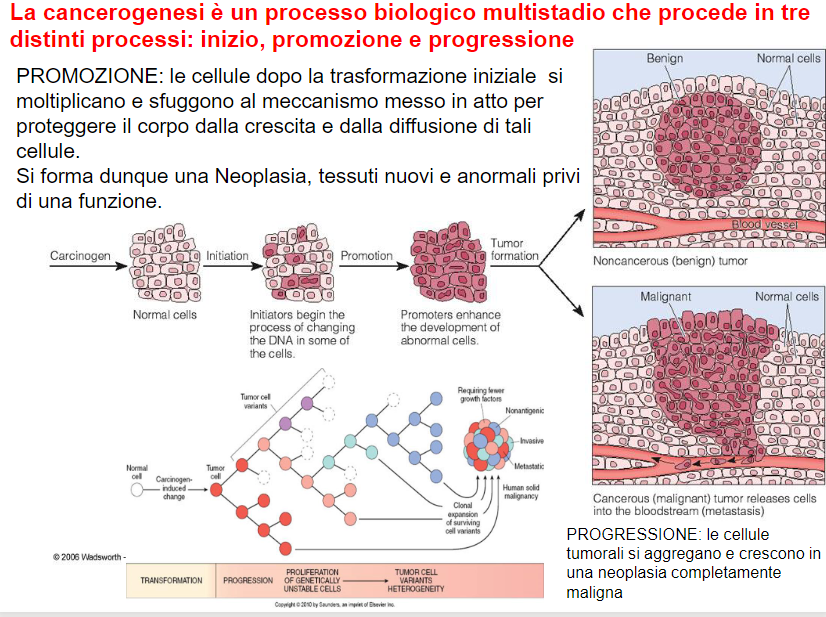 La cancerogenesi è un processo biologico multistadio che procede in tre
distinti processi: inizio, promozione e progressione
PROMOZIONE: le cellule dopo la trasformazione iniziale si
moltiplicano e sfuggono al meccanismo messo in atto per
proteggere il corpo dalla crescita e dalla diffusione di tali
cellule.
Si forma dunque una Neoplasia, tessuti nuovi e anormali privi
di una funzione.
Benign
Normal cells
Blood vessel
Noncancerous (benign) tumor
Carcinogen
Initiation
Promotion
Tumor
formation
Normal cells
Initiators begin the
process of changing
the DNA in some of
the cells.
Promoters enhance
the development of
abnormal cells.
Malignant
Normal cells
Cancerous (malignant) tumor releases cells
into the bloodstream (metastasis)
Tumor cell
variants
Requiring fewer
growth factors
Nonantigenic
Invasive
Metastatic
Human solid
malignancy
Normal
cell
Carcinogen-
induced
change
Tumor
cell
Clonal
expansion
of surviving
cell variants
© 2006 Wadsworth -
TRANSFORMATION
PROGRESSION
PROLIFERATION
OF GENETICALLY
UNSTABLE CELLS
TUMOR CELL
VARIANTS
HETEROGENEITY
Copyright © 2010 by Saunders, an imprint of Elsevier Inc.
PROGRESSIONE: le cellule
tumorali si aggregano e crescono in
una neoplasia completamente
maligna